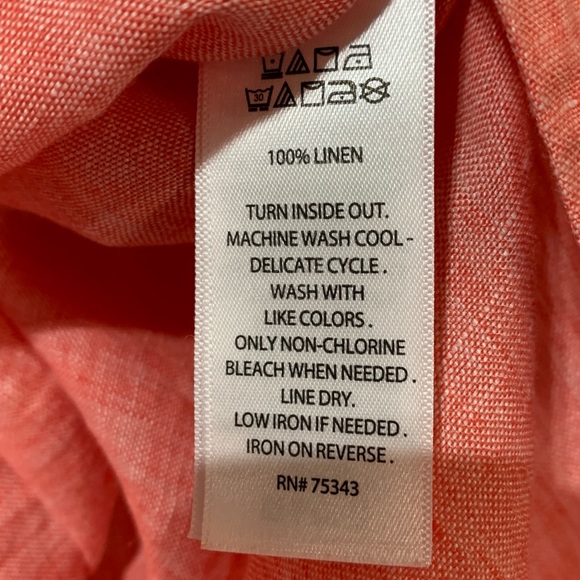 30
100% LINEN
TURN INSIDE OUT.
MACHINE WASH COOL -
DELICATE CYCLE .
WASH WITH
LIKE COLORS .
ONLY NON-CHLORINE
BLEACH WHEN NEEDED .
LINE DRY.
LOW IRON IF NEEDED .
IRON ON REVERSE .
RN# 75343